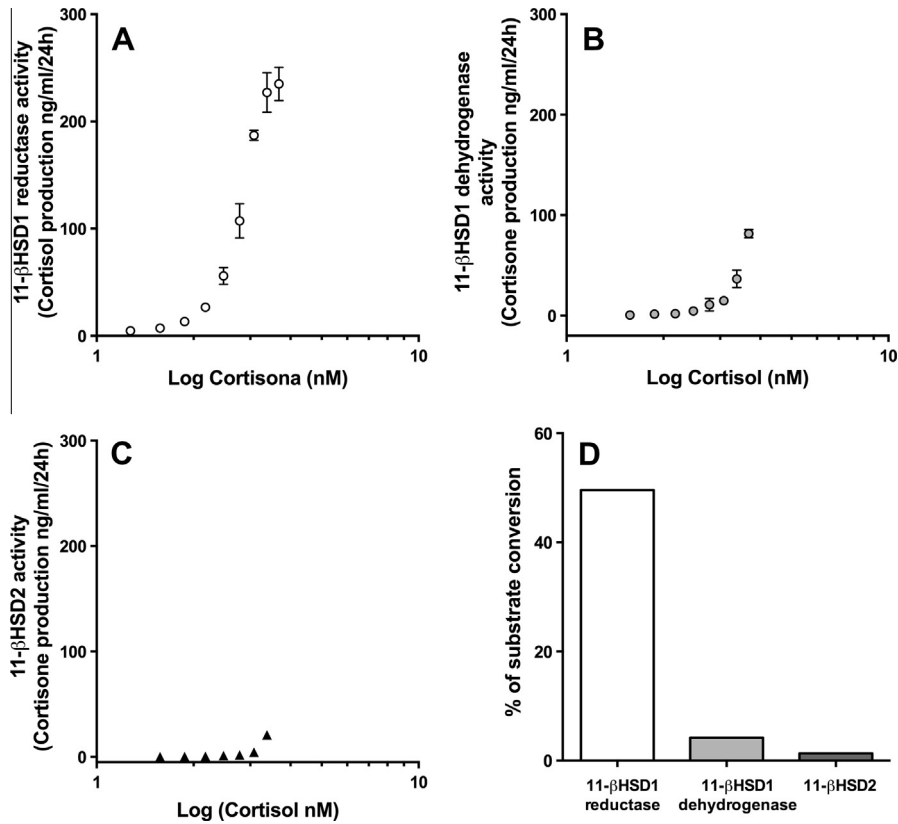 A
11-βHSD1 reductase activity
(Cortisol production ng/ml/24h)
300
200
100
0
1
10
Log Cortisona (nM)
B
11-βHSD1 dehydrogenase
activity
(Cortisone production ng/ml/24h)
300
200
100
0
1
10
Log Cortisol (nM)
C
11-βHSD2 activity
(Cortisone production ng/ml/24h)
300
200
100
0
1
10
Log (Cortisol nM)
D
% of substrate conversion
60
40
20
0
11-βHSD1
reductase
11-βHSD1
dehydrogenase
11-βHSD2